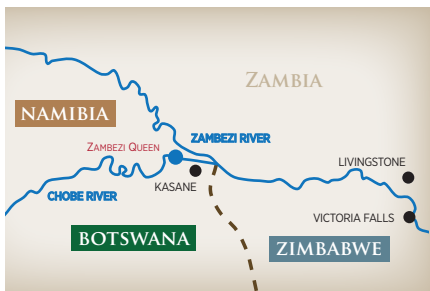 ZAMBIA
NAMIBIA
ZAMBEZI RIVER
ZAMBEZI QUEEN
LIVINGSTONE
KASANE
CHOBE RIVER
VICTORIA FALLS
BOTSWANA
ZIMBABWE